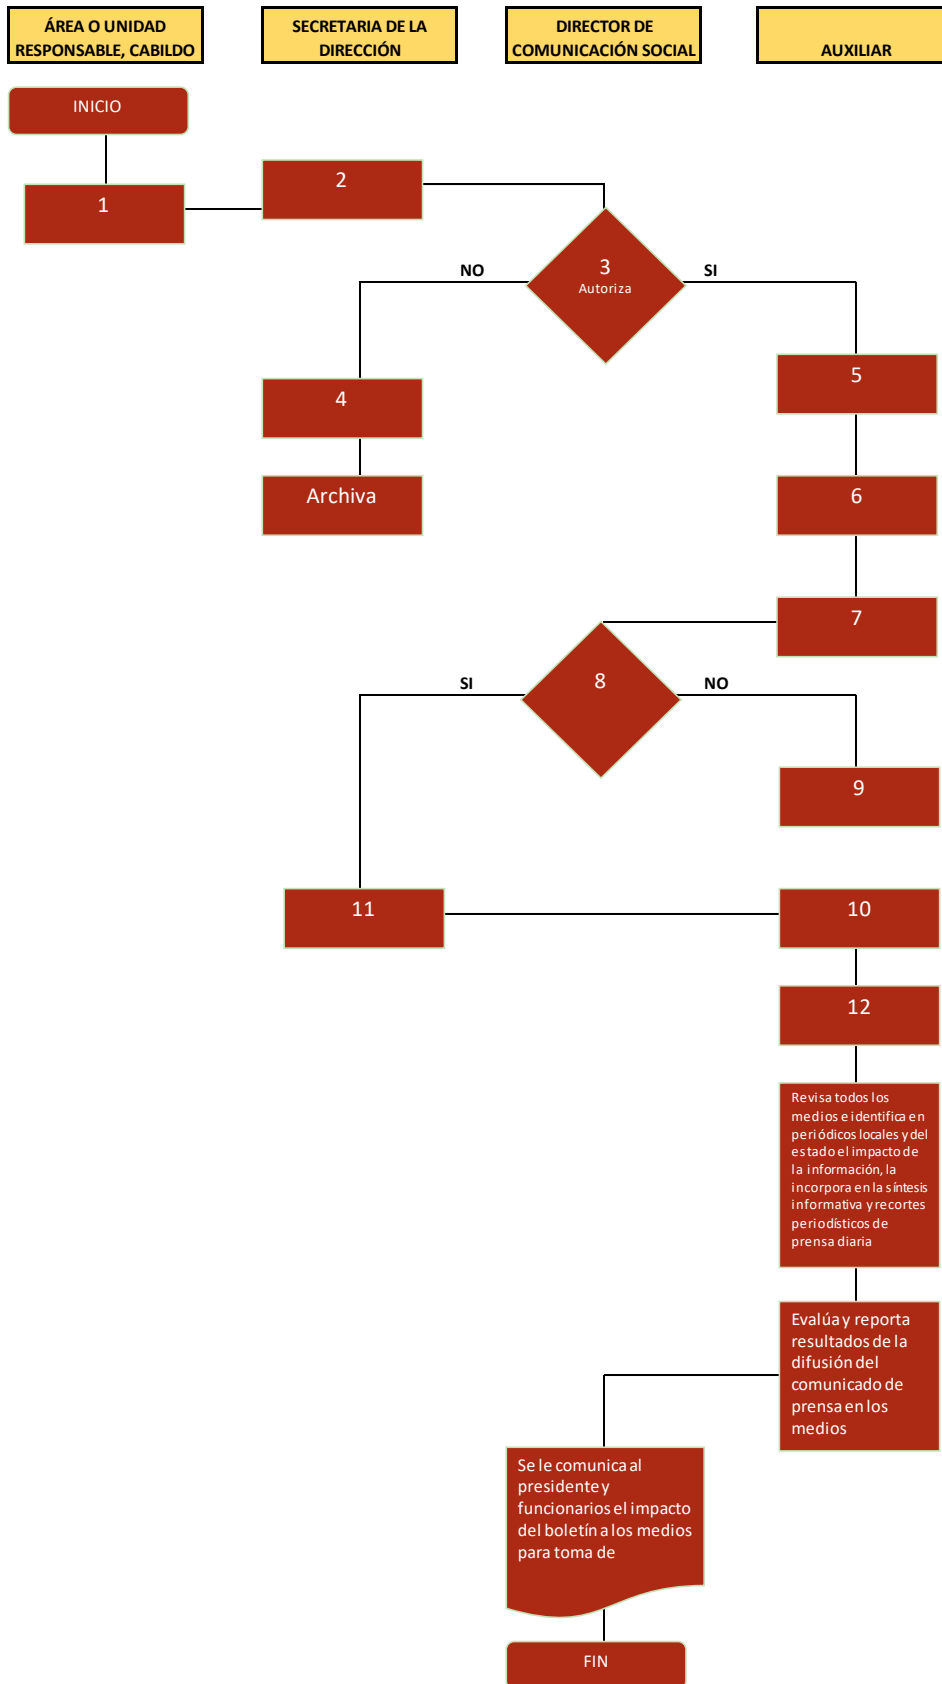 ÁREA O UNIDAD
RESPONSABLE, CABILDO
SECRETARIA DE LA
DIRECCIÓN
DIRECTOR DE
COMUNICACIÓN SOCIAL
AUXILIAR
INICIO
1
2
3
Autoriza
NO
SI
4
5
Archiva
6
7
8
SI
NO
9
11
10
12
Revisa todos los
medios e identifica en
periódicos locales y del
estado el impacto de
la información, la
incorpora en la síntesis
informativa y recortes
periodísticos de
prensa diaria
Evalúa y reporta
resultados de la
difusión del
comunicado de
prensa en los
medios
Se le comunica al
presidente y
funcionarios el impacto
del boletín a los medios
para toma de
FIN